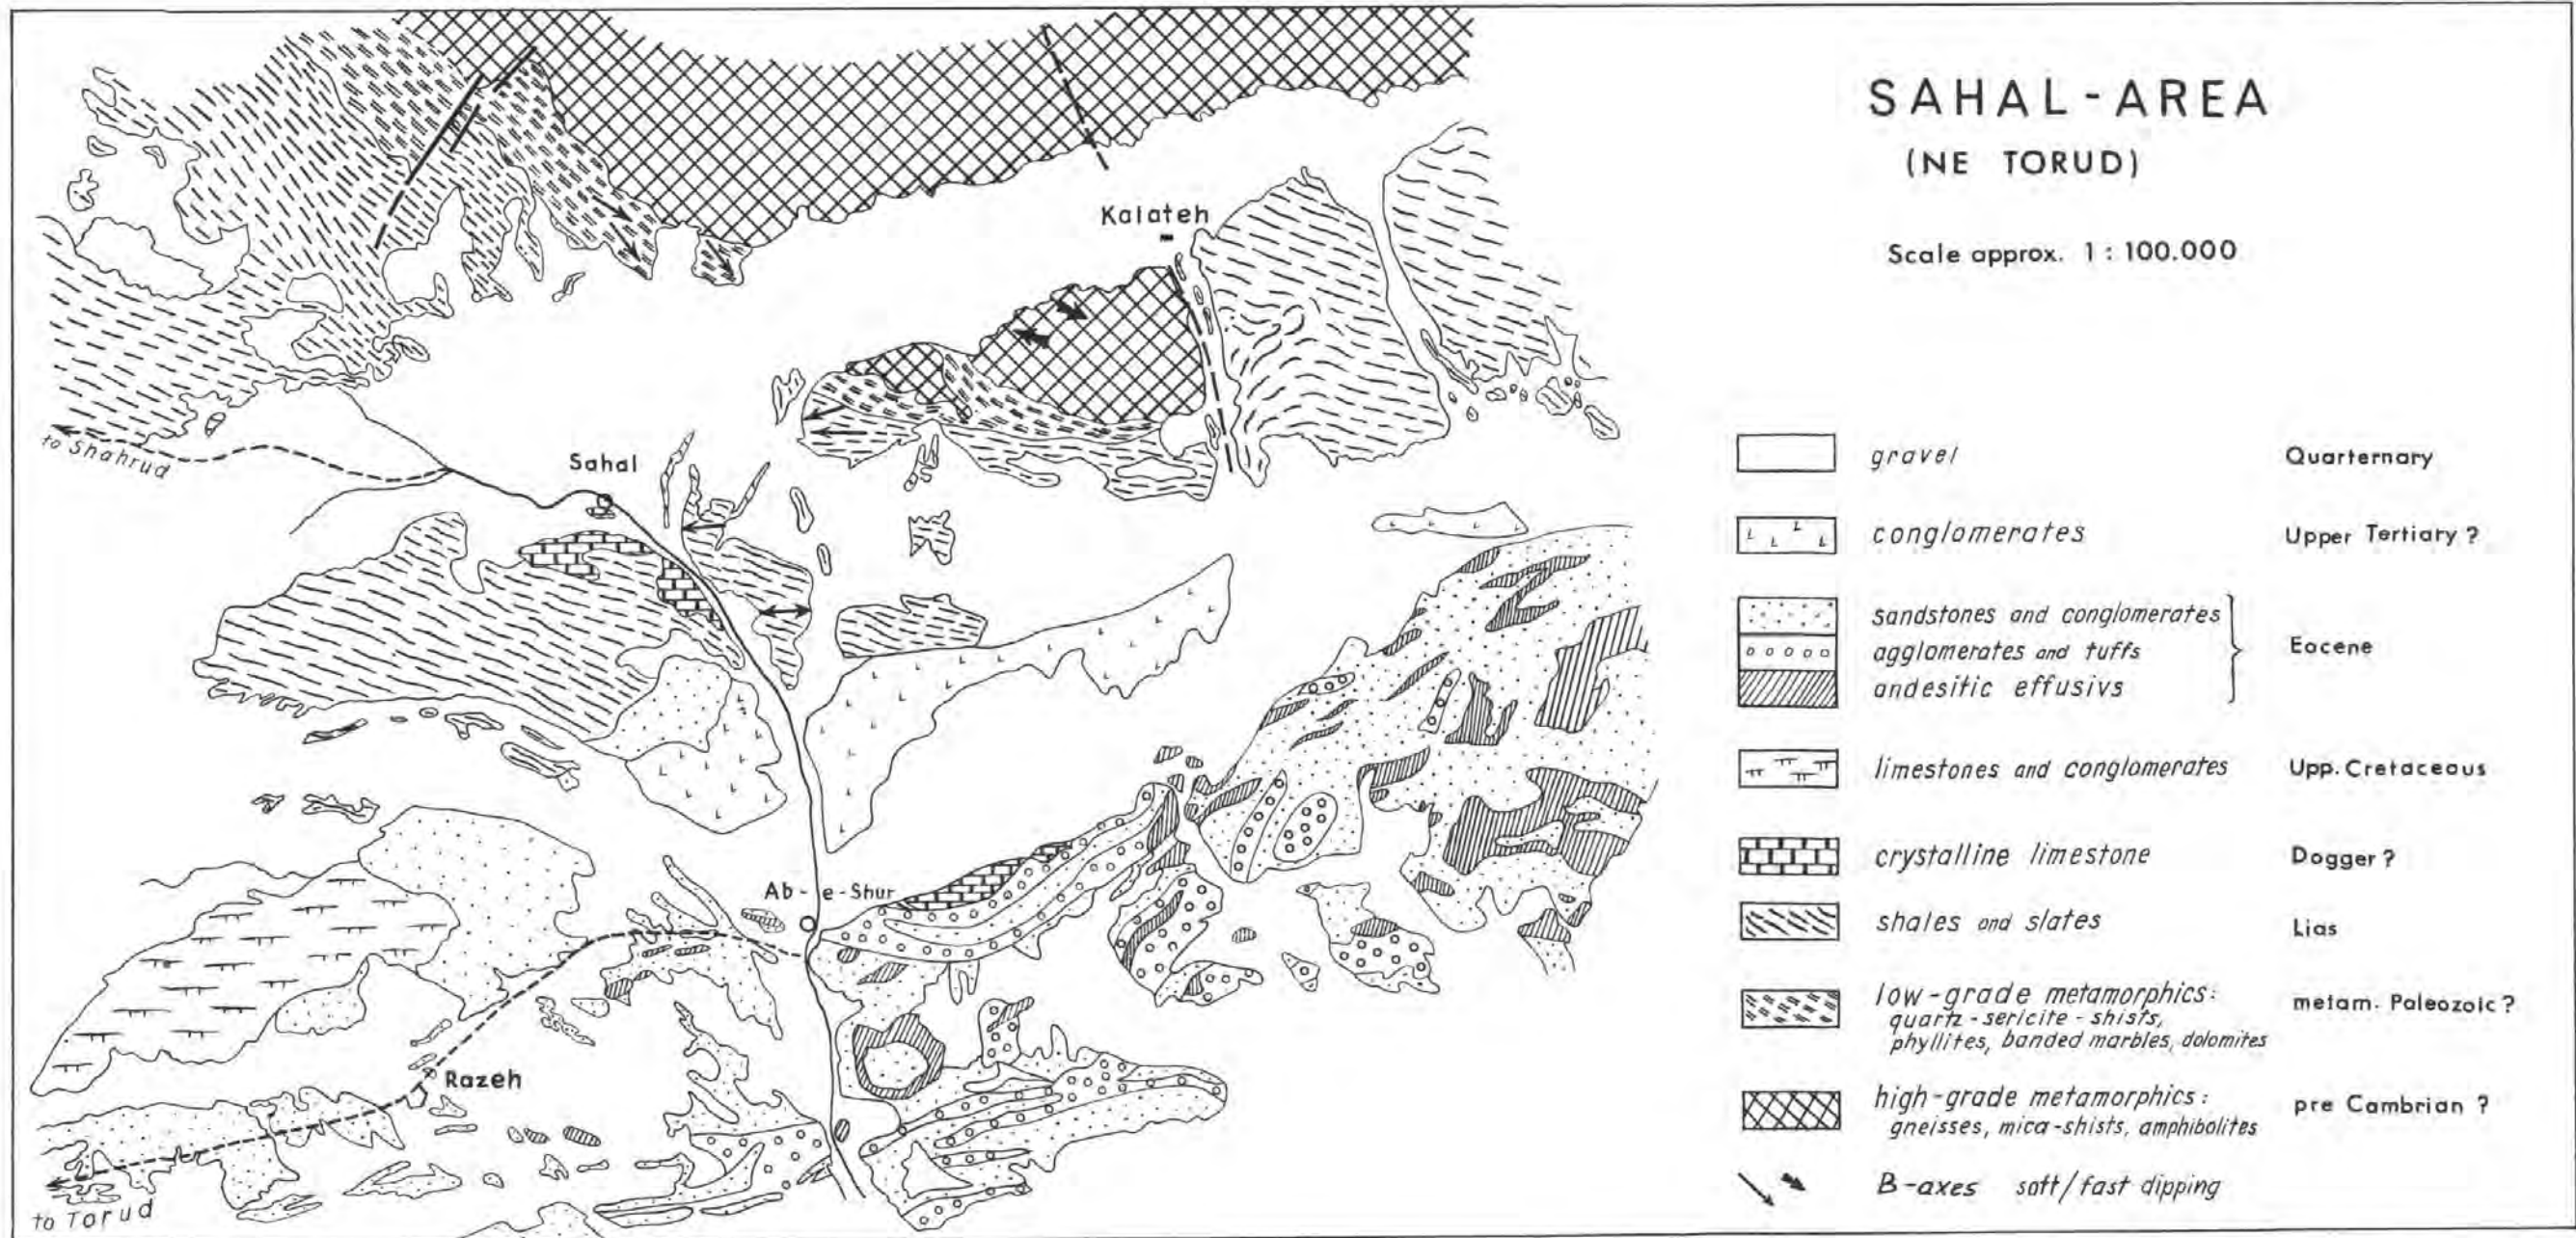 SAHAL-AREA
(NE TORUD)
Scale approx. 1 : 100.000
Kalateh
to Shahrud
Sahal
Ab-e-Shur
Razeh
to Torud
gravel Quarternary
conglomerates Upper Tertiary ?
sandstones and conglomerates
agglomerates and tuffs Eocene
andesitic effusivs
limestones and conglomerates Upp. Cretaceous
crystalline limestone Dogger ?
shales and slates Lias
low-grade metamorphics: metam. Paleozoic ?
quartz-sericite-shists,
phyllites, banded marbles, dolomites
high-grade metamorphics: pre Cambrian ?
gneisses, mica-shists, amphibolites
B-axes soft/fast dipping